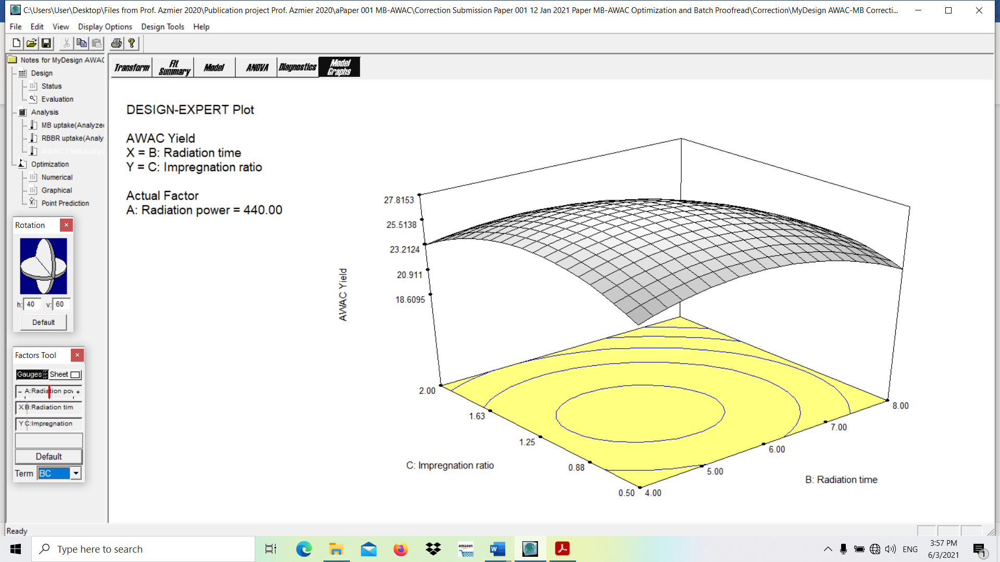 C:\Users\User\Desktop\Files from Prof. Azmier 2020\Publication project Prof. Azmier 2020\aPaper 001 MB-AWAC\Correction Submission Paper 001 12 Jan 2021 Paper MB-AWAC Optimization and Batch Proofread\Correction\MyDesign AWAC-MB Correcti...
File Edit View Display Options Design Tools Help
Notes for MyDesign AWAC
Design
Status
Evaluation
Analysis
MB uptake(Analyzed
RBBR uptake(Analy
AWAC Yield(Analyz
Optimization
Numerical
Graphical
Point Prediction
Transform
Fit Summary
Model
ANOVA
Diagnostics
Model Graphs
Rotation
h: 40 v: 60
Default
Factors Tool
Gauges Sheet
- A:Radiation pow +
X B:Radiation tim
Y C:Impregnation
Default
Term BC
DESIGN-EXPERT Plot
AWAC Yield
X = B: Radiation time
Y = C: Impregnation ratio
Actual Factor
A: Radiation power = 440.00
27.8153
25.5138
23.2124
20.911
18.6095
AWAC Yield
2.00
1.63
1.25
0.88
0.50
C: Impregnation ratio
4.00
5.00
6.00
7.00
8.00
B: Radiation time
Ready
Type here to search
amazon
W
ENG
3:57 PM
6/3/2021
1